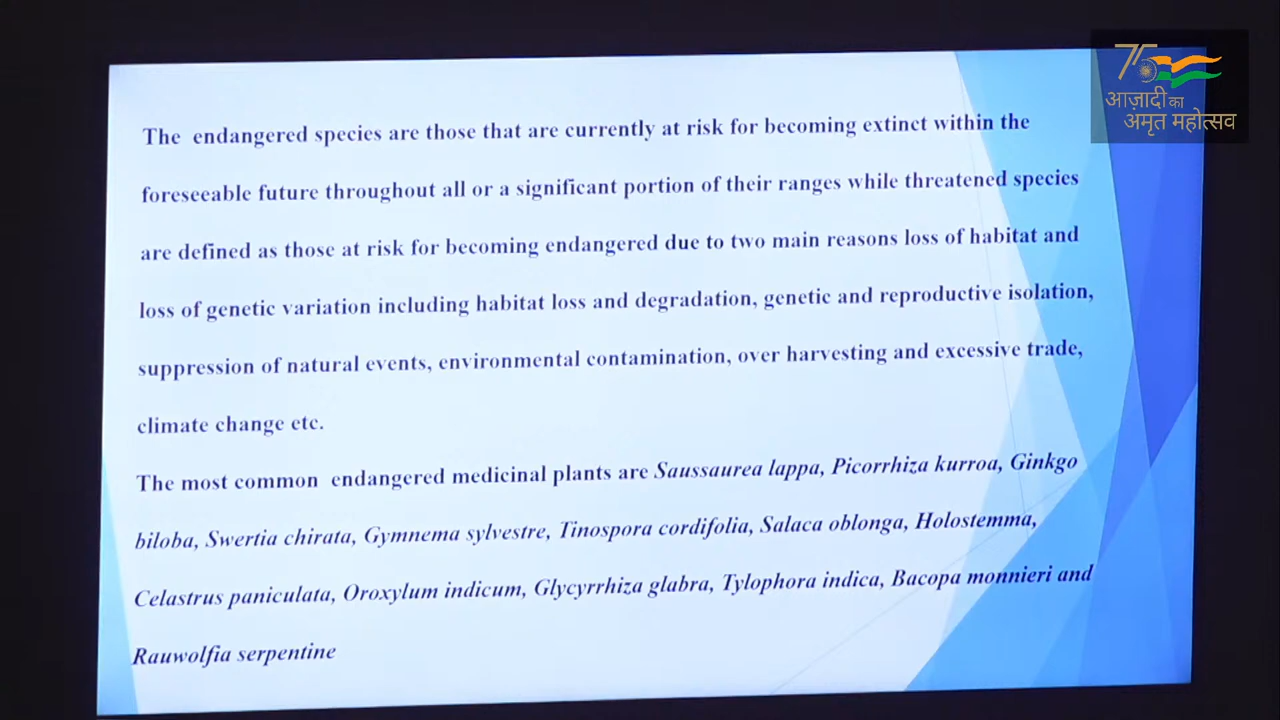 75
आज़ादी का
अमृत महोत्सव
The endangered species are those that are currently at risk for becoming extinct within the
foreseeable future throughout all or a significant portion of their ranges while threatened species
are defined as those at risk for becoming endangered due to two main reasons loss of habitat and
loss of genetic variation including habitat loss and degradation, genetic and reproductive isolation,
suppression of natural events, environmental contamination, over harvesting and excessive trade,
climate change etc.
The most common endangered medicinal plants are Saussaurea lappa, Picorrhiza kurroa, Ginkgo
biloba, Swertia chirata, Gymnema sylvestre, Tinospora cordifolia, Salaca oblonga, Holostemma,
Celastrus paniculata, Oroxylum indicum, Glycyrrhiza glabra, Tylophora indica, Bacopa monnieri and
Rauwolfia serpentine